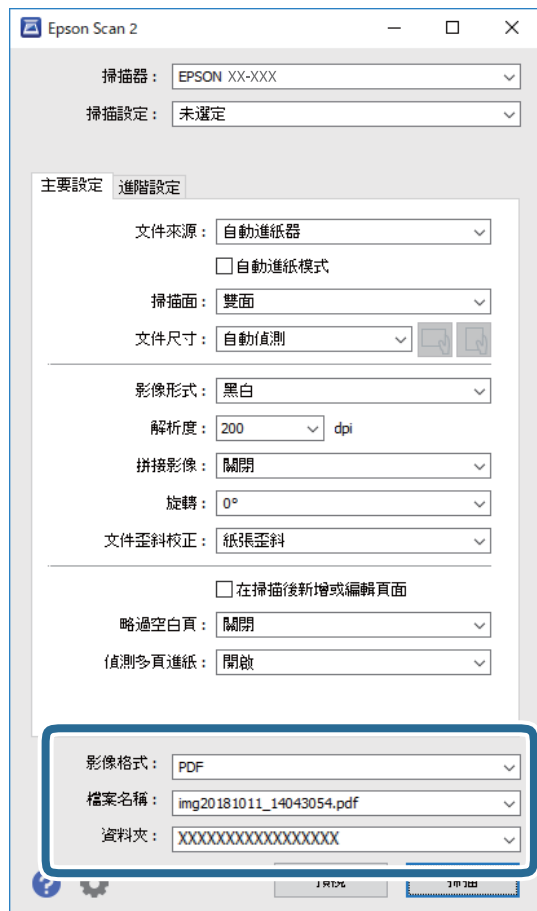 Epson Scan 2
掃描器： EPSON XX-XXX
掃描設定： 未選定
主要設定 進階設定
文件來源： 自動進紙器
自動進紙模式
掃描面： 雙面
文件尺寸： 自動偵測
影像形式： 黑白
解析度： 200 dpi
拼接影像： 關閉
旋轉： 0°
文件歪斜校正： 紙張歪斜
在掃描後新增或編輯頁面
略過空白頁： 關閉
偵測多頁進紙： 開啟
影像格式： PDF
檔案名稱： img20181011_14043054.pdf
資料夾： XXXXXXXXXXXXXXXXX
?